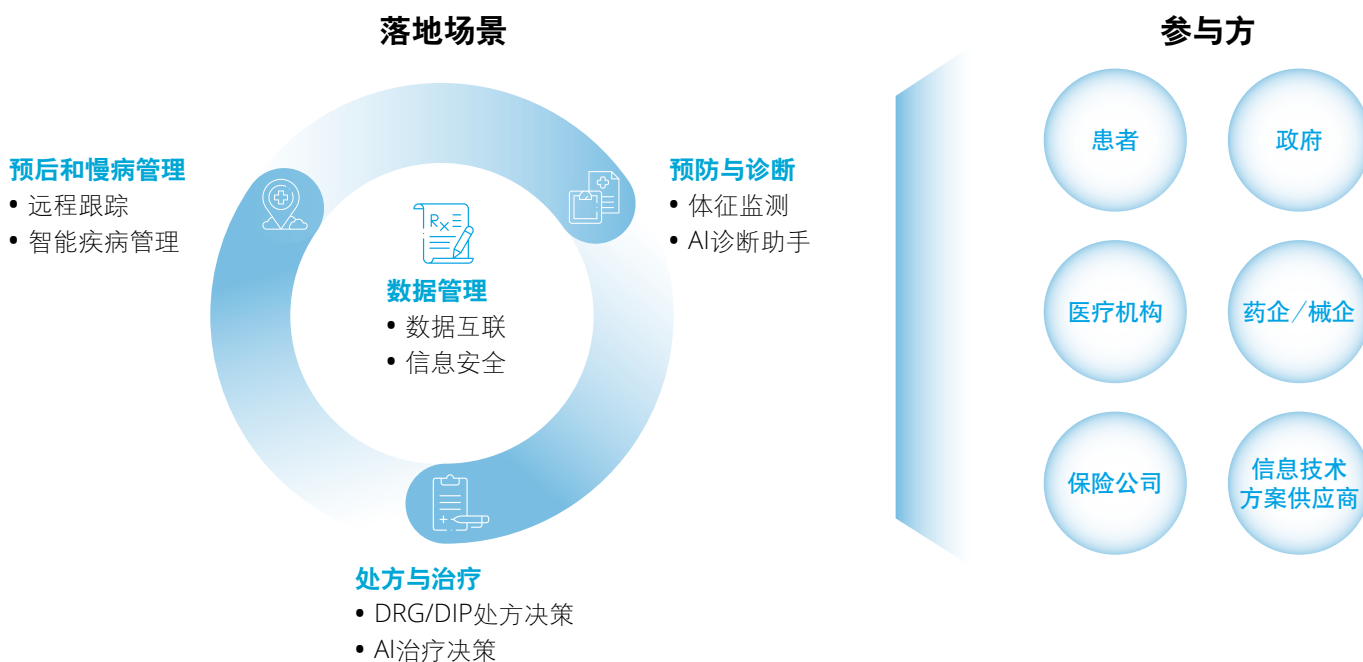 落地场景
预防与诊断
• 体征监测
• AI诊断助手
处方与治疗
• DRG/DIP处方决策
• AI治疗决策
预后和慢病管理
• 远程跟踪
• 智能疾病管理
Rx
数据管理
• 数据互联
• 信息安全
参与方
患者
政府
医疗机构
药企/械企
保险公司
信息技术
方案供应商